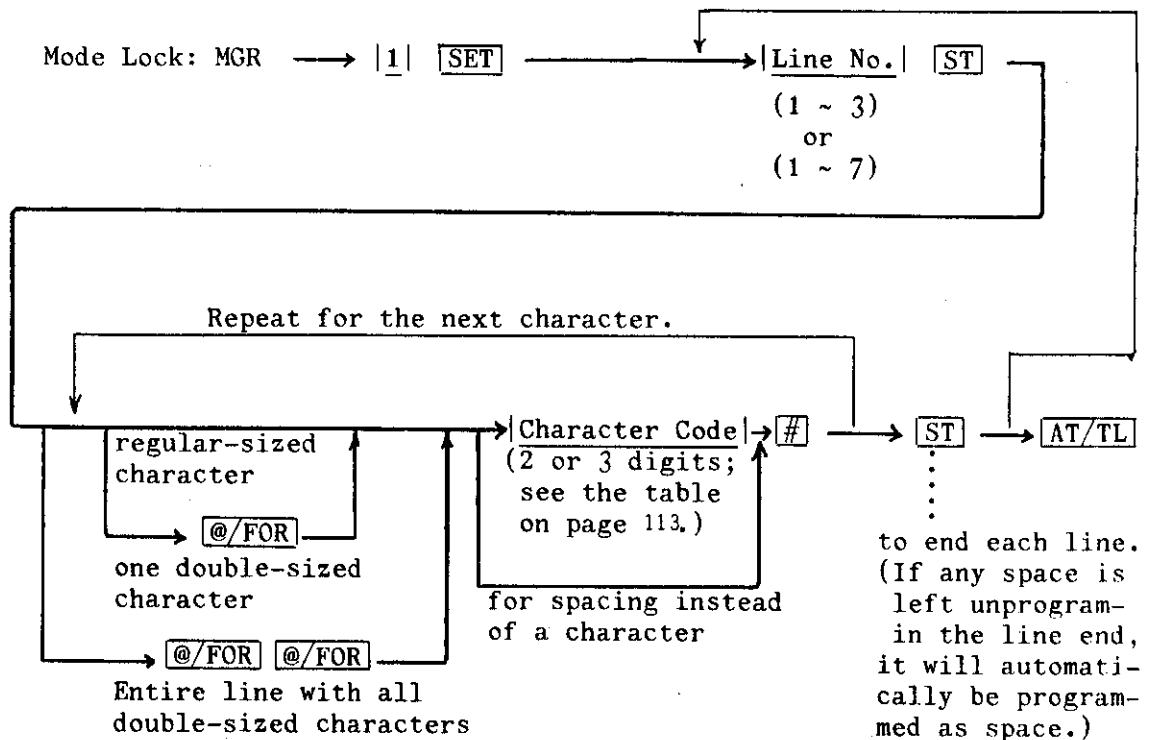 Mode Lock: MGR → |1| [SET] → |Line No.| [ST]
(1 ~ 3)
or
(1 ~ 7)
Repeat for the next character.
|Character Code| → [#] → [ST] → [AT/TL]
regular-sized
character
(2 or 3 digits;
see the table
on page 113.)
@/FOR
one double-sized
character
for spacing instead
of a character
to end each line.
(If any space is
left unprogram-
in the line end,
it will automati-
cally be program-
med as space.)
@/FOR @/FOR
Entire line with all
double-sized characters